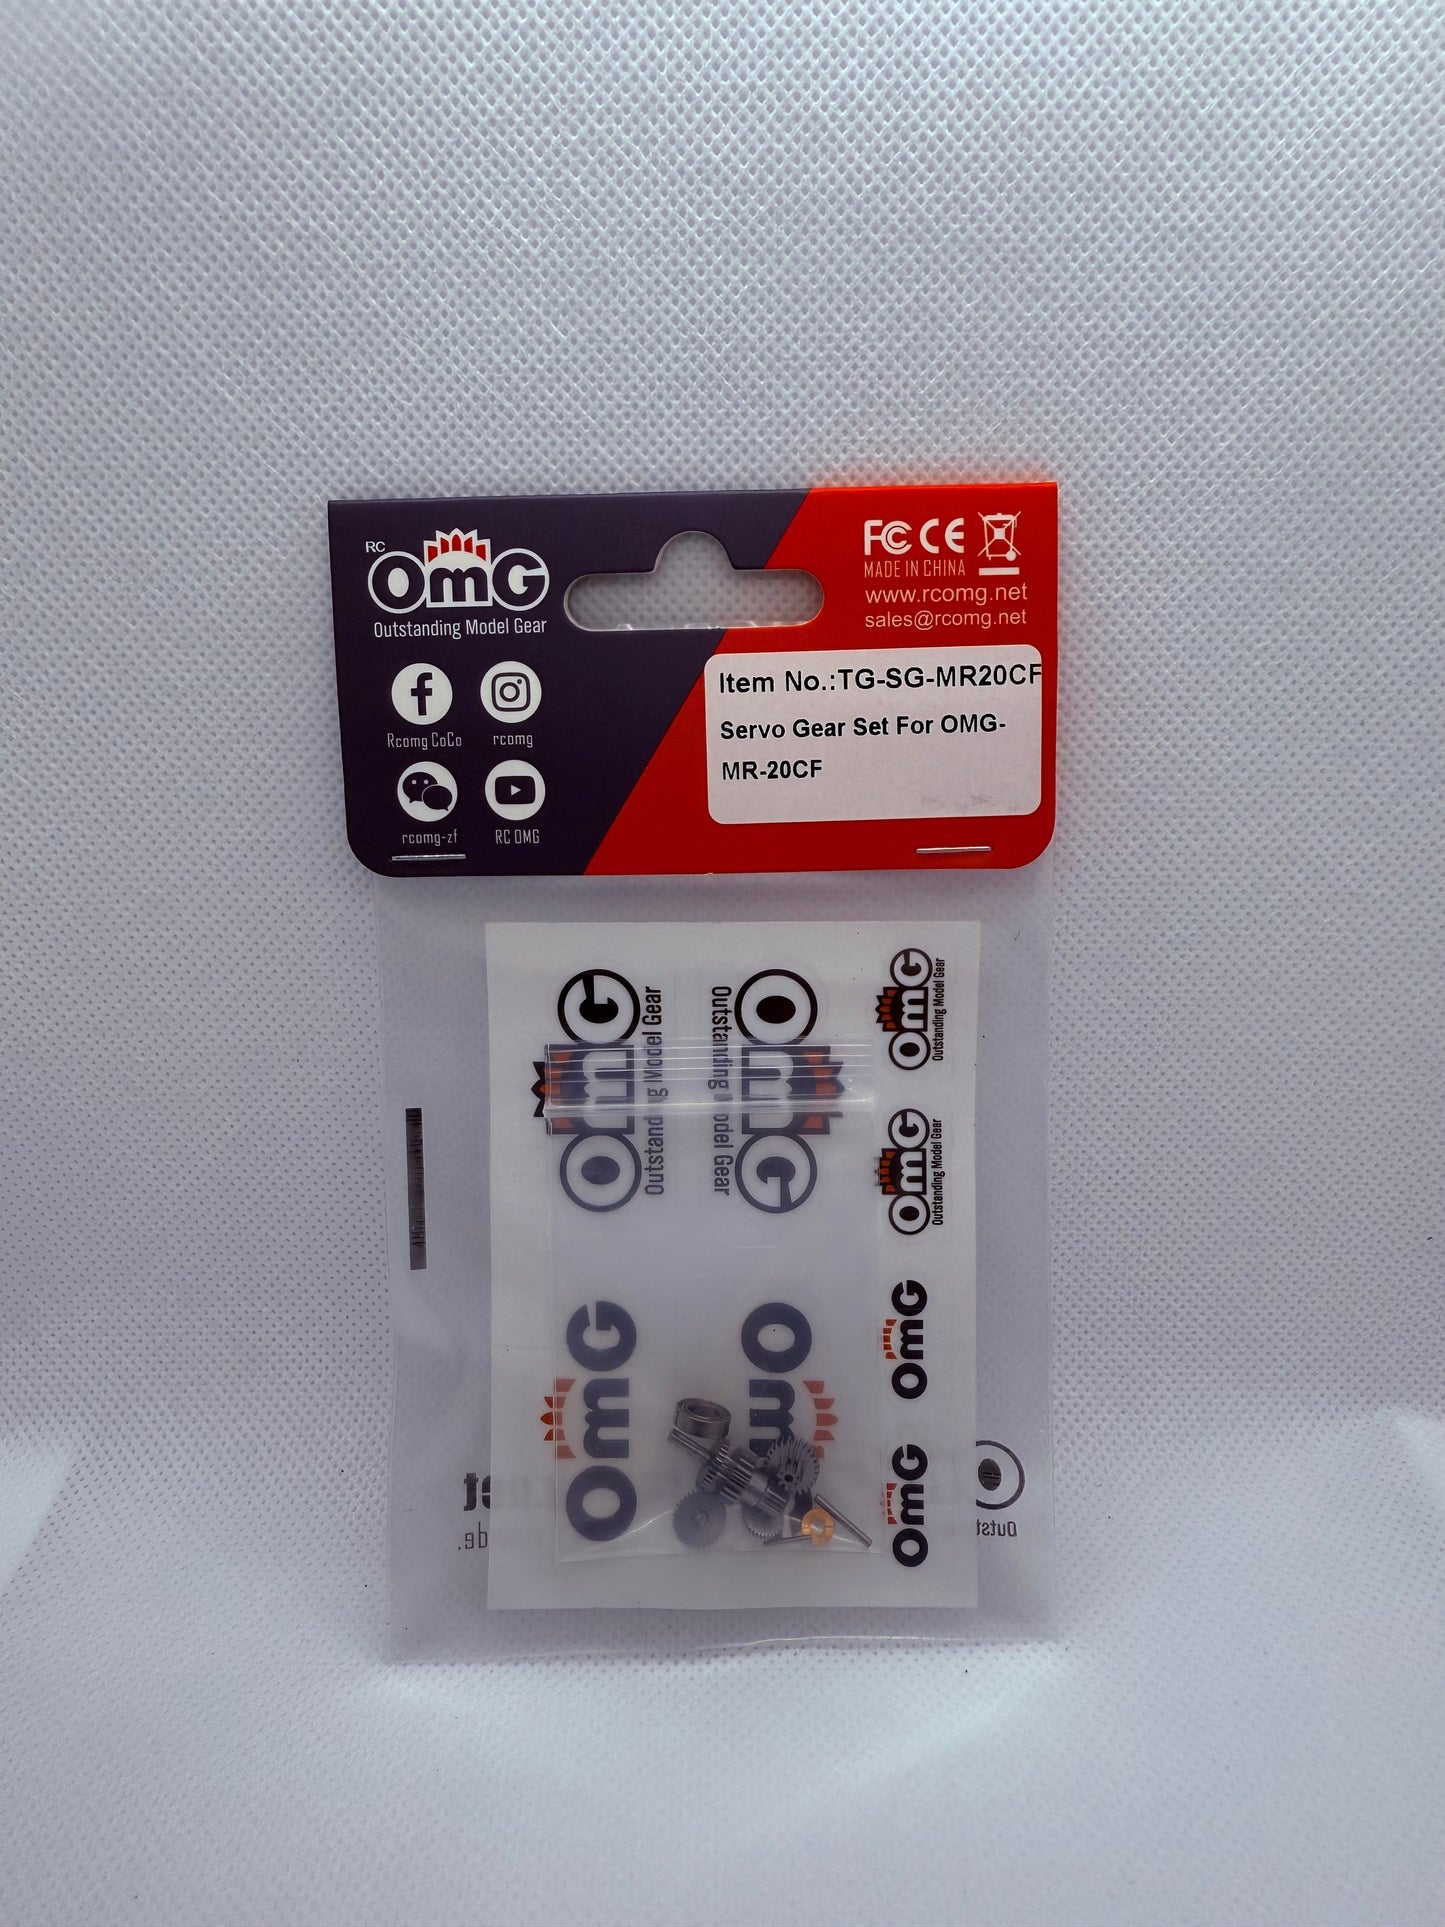 RC
OmG
Outstanding Model Gear
Rcomg CoCo
rcomg
rcomg-zf
RC OMG
FC CE
MADE IN CHINA
www.rcomg.net
sales@rcomg.net
Item No.:TG-SG-MR20CF
Servo Gear Set For OMG-
MR-20CF
OmG
Outstanding Model Gear
OmG
Outstanding Model Gear
OmG
Outstanding Model Gear
OmG
Outstanding Model Gear
OmG
OmG
OmG
OmG